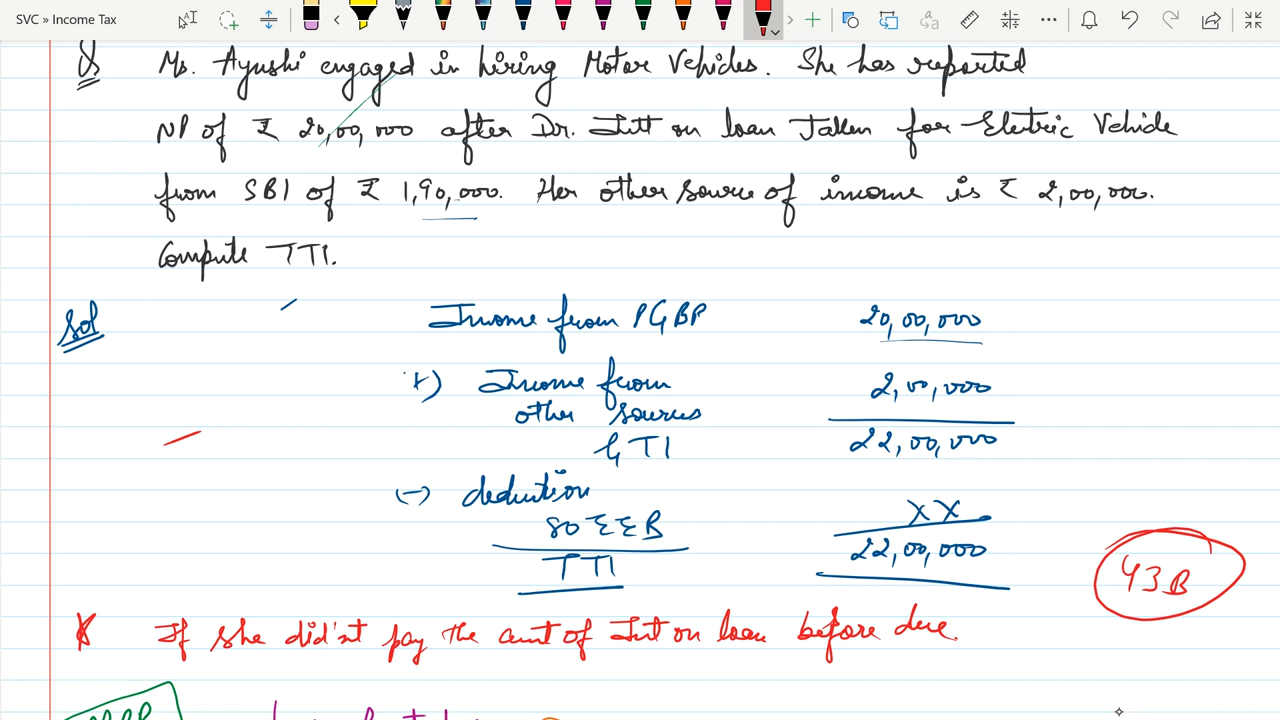 SVC » Income Tax
Q Ms. Ayushi engaged in hiring Motor Vehicles. She has reported
NP of ₹ 20,00,000 after Dr. Intt on loan Taken for Electric Vehicle
from SBI of ₹ 1,90,000. Her other source of income is ₹ 2,00,000.
Compute TTI.
Sol Income from PGBP 20,00,000
+) Income from 2,00,000
other sources
GTI 22,00,000
(-) deduction
80EEB XX
TTI 22,00,000
43B
* If she did'nt pay the amt of Int on loan before due.